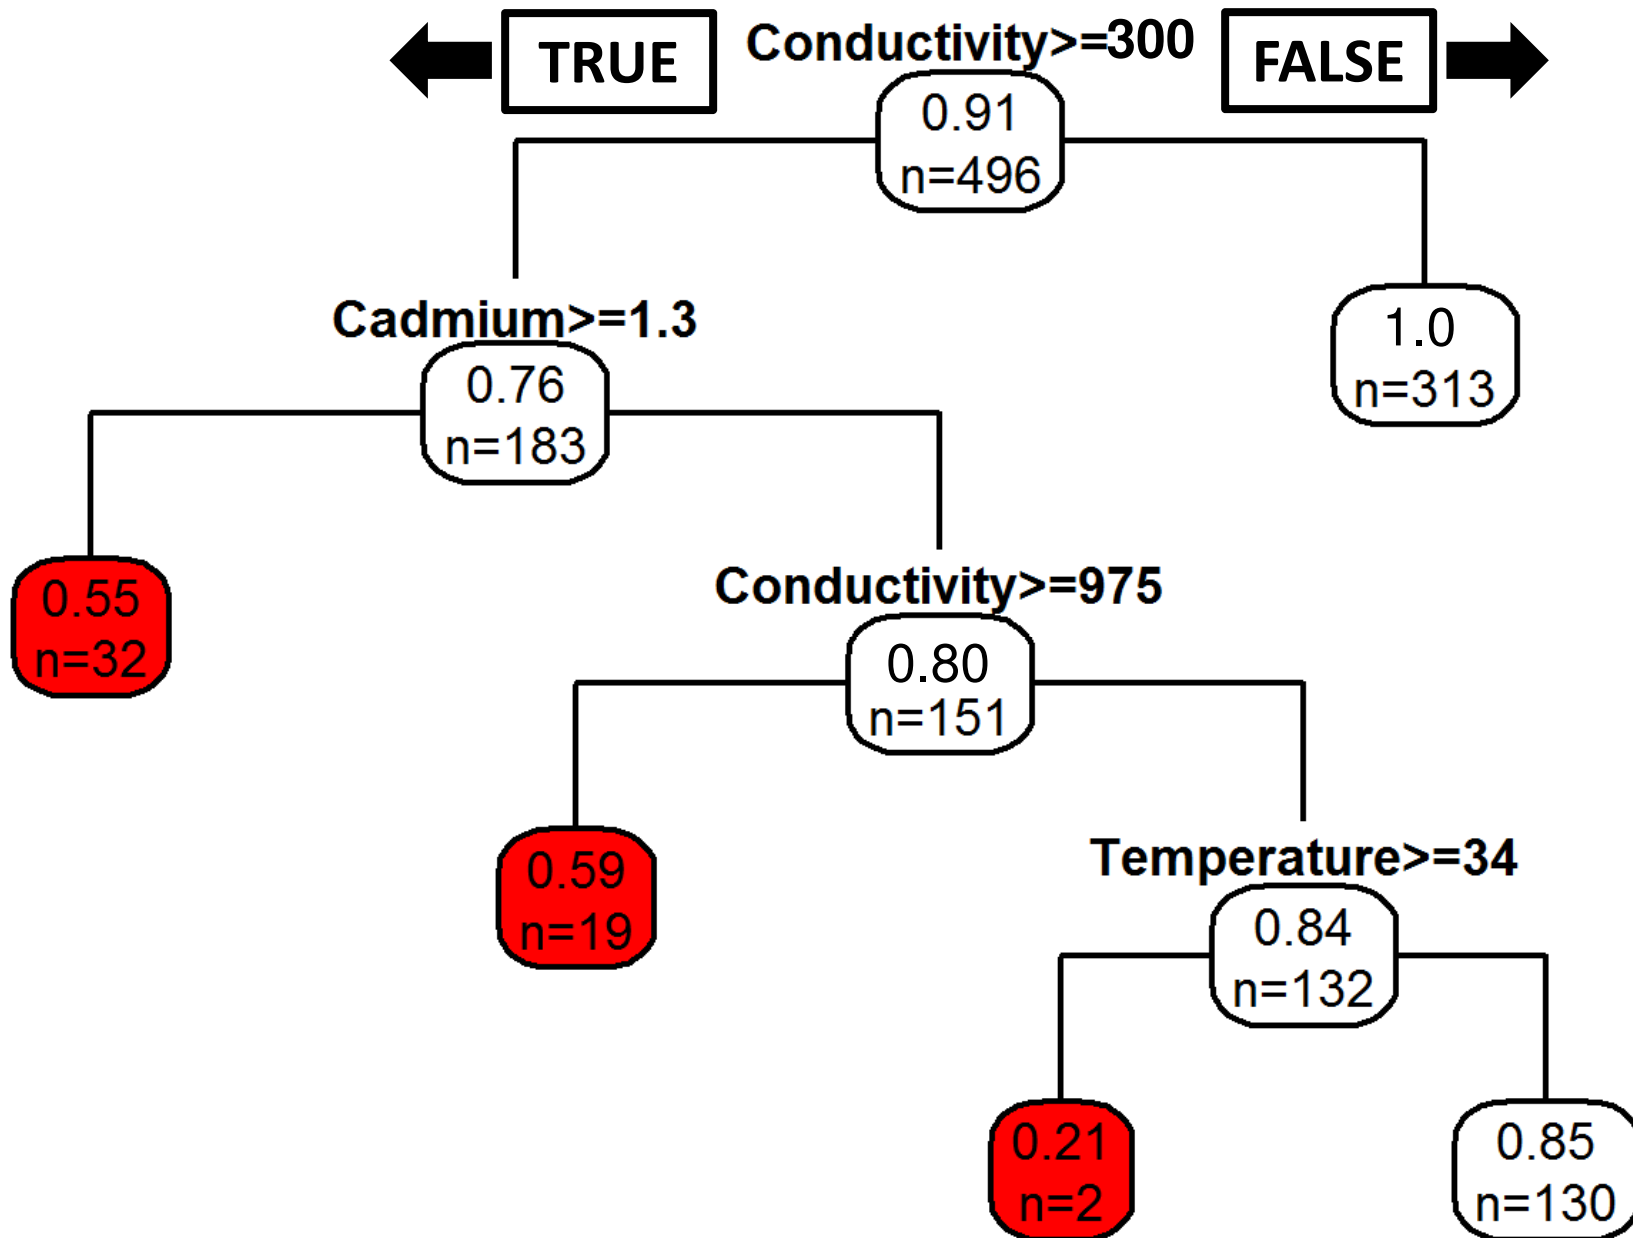 TRUE
Conductivity>=300
FALSE
0.91
n=496
Cadmium>=1.3
0.76
n=183
1.0
n=313
0.55
n=32
Conductivity>=975
0.80
n=151
0.59
n=19
Temperature>=34
0.84
n=132
0.21
n=2
0.85
n=130